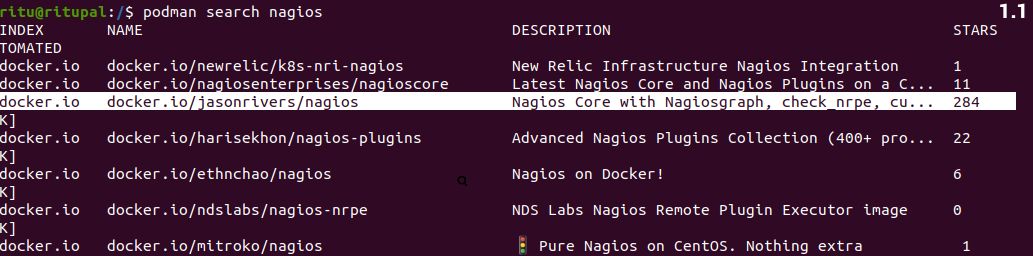 ritu@ritupal:/$ podman search nagios 1.1
INDEX NAME DESCRIPTION STARS
TOMATED
docker.io docker.io/newrelic/k8s-nri-nagios New Relic Infrastructure Nagios Integration 1
docker.io docker.io/nagiosenterprises/nagioscore Latest Nagios Core and Nagios Plugins on a C... 11
docker.io docker.io/jasonrivers/nagios Nagios Core with Nagiosgraph, check_nrpe, cu... 284
K]
docker.io docker.io/harisekhon/nagios-plugins Advanced Nagios Plugins Collection (400+ pro... 22
K]
docker.io docker.io/ethnchao/nagios Nagios on Docker! 6
K]
docker.io docker.io/ndslabs/nagios-nrpe NDS Labs Nagios Remote Plugin Executor image 0
K]
docker.io docker.io/mitroko/nagios 🚦 Pure Nagios on CentOS. Nothing extra 1